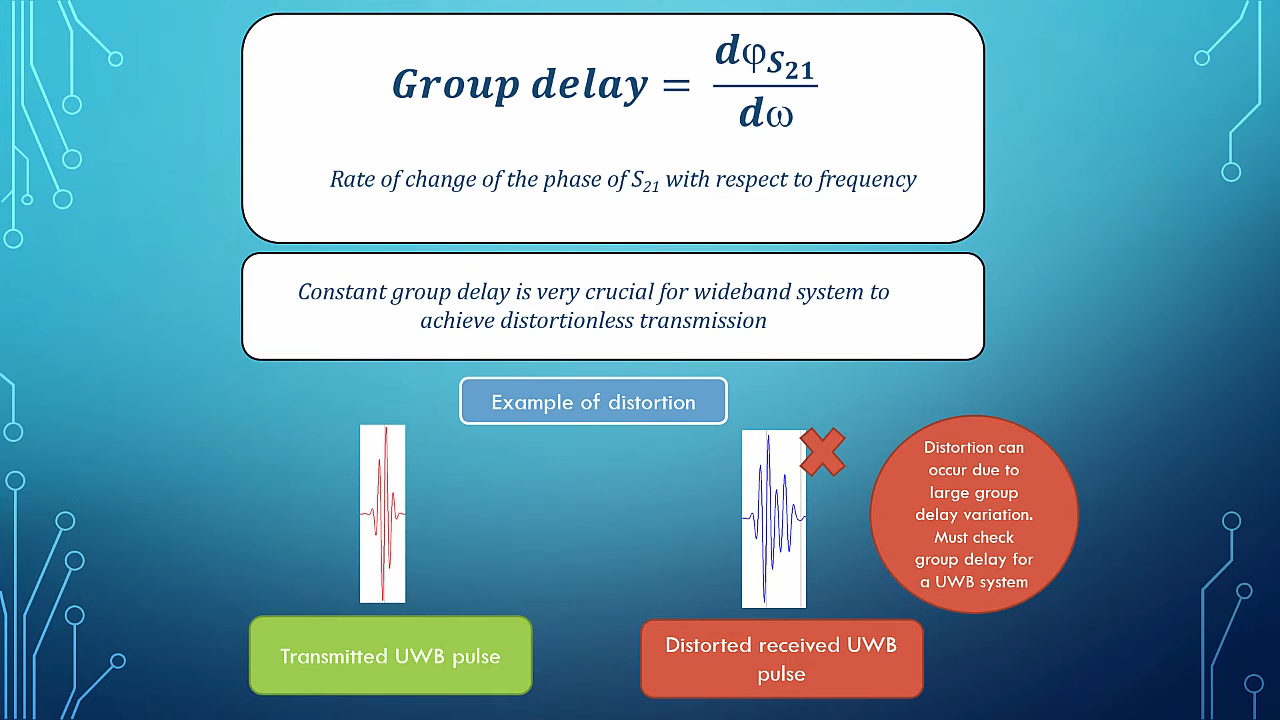 Group delay = dφS21/dω
Rate of change of the phase of S21 with respect to frequency
Constant group delay is very crucial for wideband system to
achieve distortionless transmission
Example of distortion
Distortion can
occur due to
large group
delay variation.
Must check
group delay for
a UWB system
Transmitted UWB pulse
Distorted received UWB
pulse